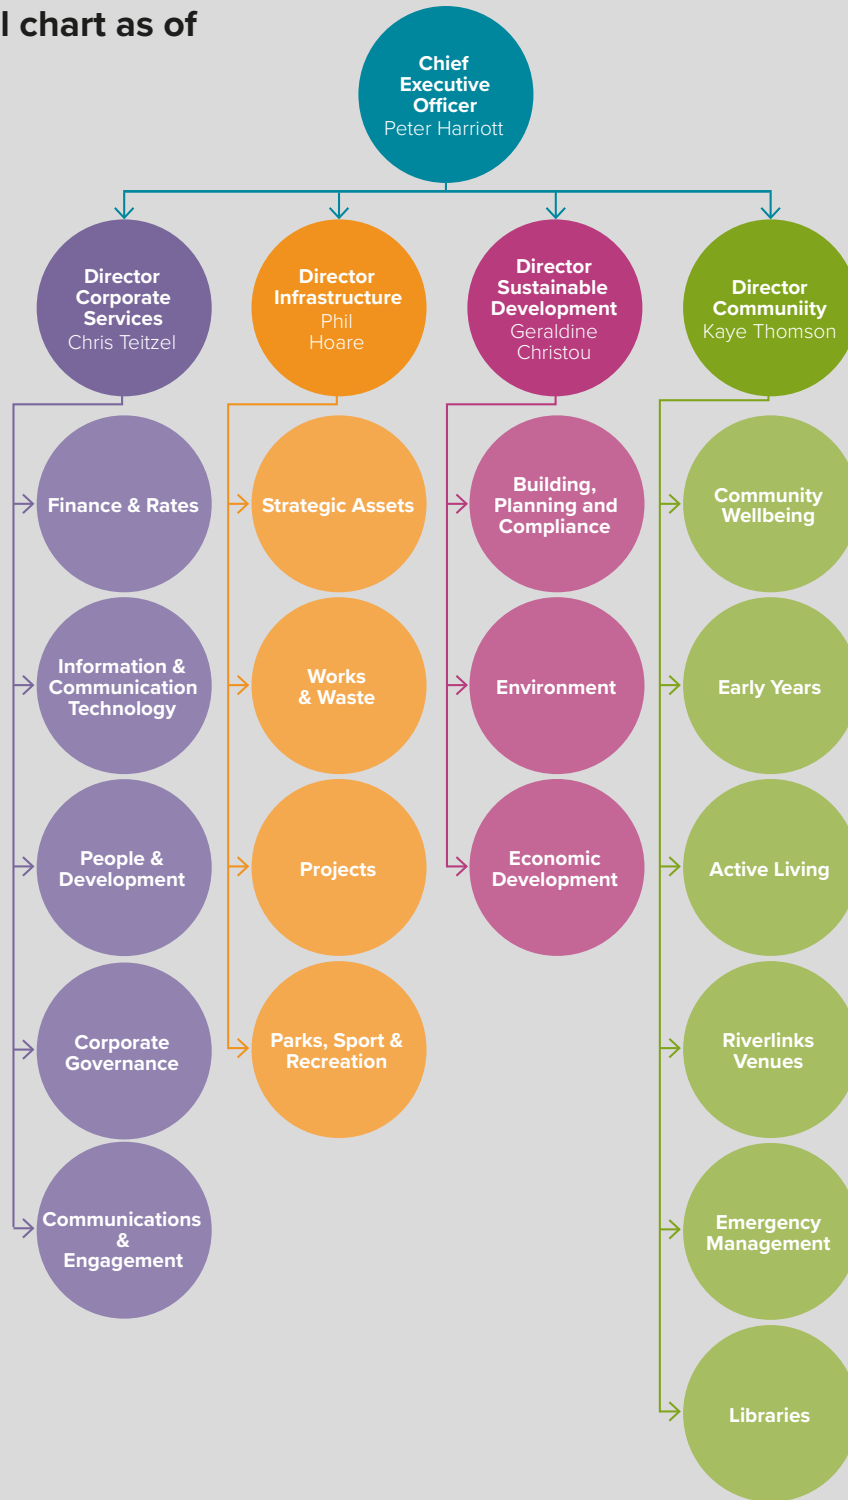 l chart as of
Chief
Executive
Officer
Peter Harriott
Director
Corporate
Services
Chris Teitzel
Director
Infrastructure
Phil
Hoare
Director
Sustainable
Development
Geraldine
Christou
Director
Communiity
Kaye Thomson
Finance & Rates
Information &
Communication
Technology
People &
Development
Corporate
Governance
Communications
&
Engagement
Strategic Assets
Works
& Waste
Projects
Parks, Sport &
Recreation
Building,
Planning and
Compliance
Environment
Economic
Development
Community
Wellbeing
Early Years
Active Living
Riverlinks
Venues
Emergency
Management
Libraries